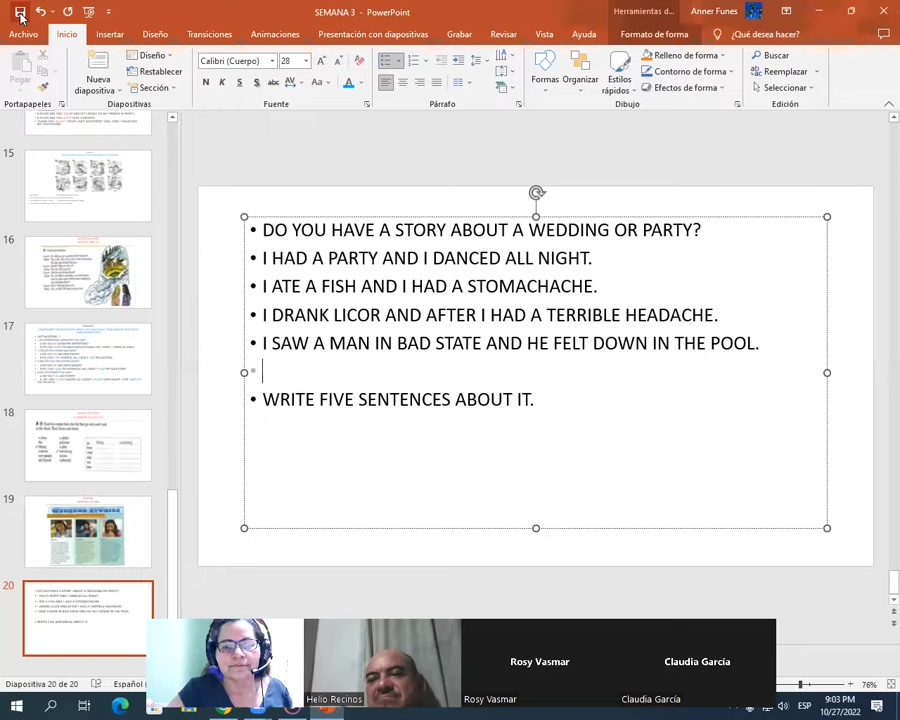 SEMANA 3 - PowerPoint
Herramientas d...
Anner Funes
Archivo
Inicio
Insertar
Diseño
Transiciones
Animaciones
Presentación con diapositivas
Grabar
Revisar
Vista
Ayuda
Formato de forma
¿Qué desea hacer?
Pegar
Nueva diapositiva
Diseño
Restablecer
Sección
Calibri (Cuerpo)
28
N K S S abc AV Aa A
Formas
Organizar
Estilos rápidos
Relleno de forma
Contorno de forma
Efectos de forma
Buscar
Reemplazar
Seleccionar
Portapapeles
Diapositivas
Fuente
Párrafo
Dibujo
Edición
15
16
17
18
19
20
• DO YOU HAVE A STORY ABOUT A WEDDING OR PARTY?
• I HAD A PARTY AND I DANCED ALL NIGHT.
• I ATE A FISH AND I HAD A STOMACHACHE.
• I DRANK LICOR AND AFTER I HAD A TERRIBLE HEADACHE.
• I SAW A MAN IN BAD STATE AND HE FELT DOWN IN THE POOL.
•
• WRITE FIVE SENTENCES ABOUT IT.
Rosy Vasmar
Claudia García
Helio Recinos
Rosy Vasmar
Claudia García
Diapositiva 20 de 20
Español
76%
ESP
9:03 PM
10/27/2022